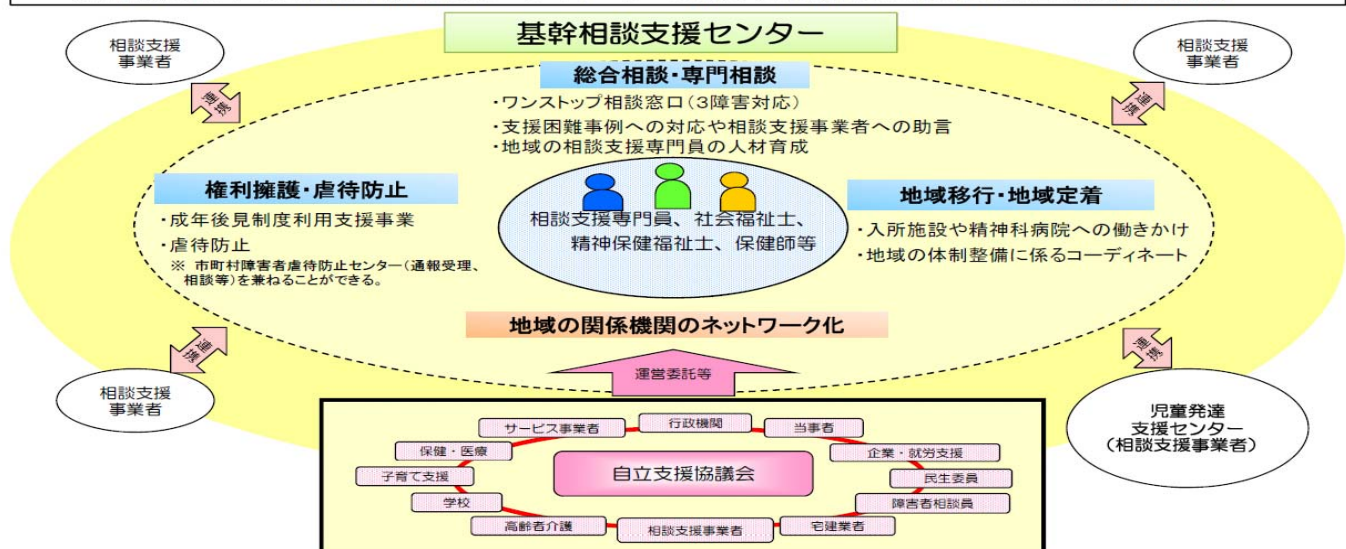 基幹相談支援センター
相談支援
事業者
相談支援
事業者
連携
連携
総合相談・専門相談
・ワンストップ相談窓口(3障害対応)
・支援困難事例への対応や相談支援事業者への助言
・地域の相談支援専門員の人材育成
権利擁護・虐待防止
・成年後見制度利用支援事業
・虐待防止
※ 市町村障害者虐待防止センター(通報受理、
相談等)を兼ねることができる。
相談支援専門員、社会福祉士、
精神保健福祉士、保健師等
地域移行・地域定着
・入所施設や精神科病院への働きかけ
・地域の体制整備に係るコーディネート
地域の関係機関のネットワーク化
連携
連携
相談支援
事業者
児童発達
支援センター
(相談支援事業者)
運営委託等
サービス事業者
行政機関
当事者
保健・医療
企業・就労支援
子育て支援
自立支援協議会
民生委員
学校
障害者相談員
高齢者介護
相談支援事業者
宅建業者